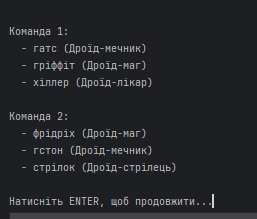 Команда 1:
- гатс (Дроїд-мечник)
- гріффіт (Дроїд-маг)
- хіллер (Дроїд-лікар)
Команда 2:
- фрідріх (Дроїд-маг)
- гстон (Дроїд-мечник)
- стрілок (Дроїд-стрілець)
Натисніть ENTER, щоб продовжити...